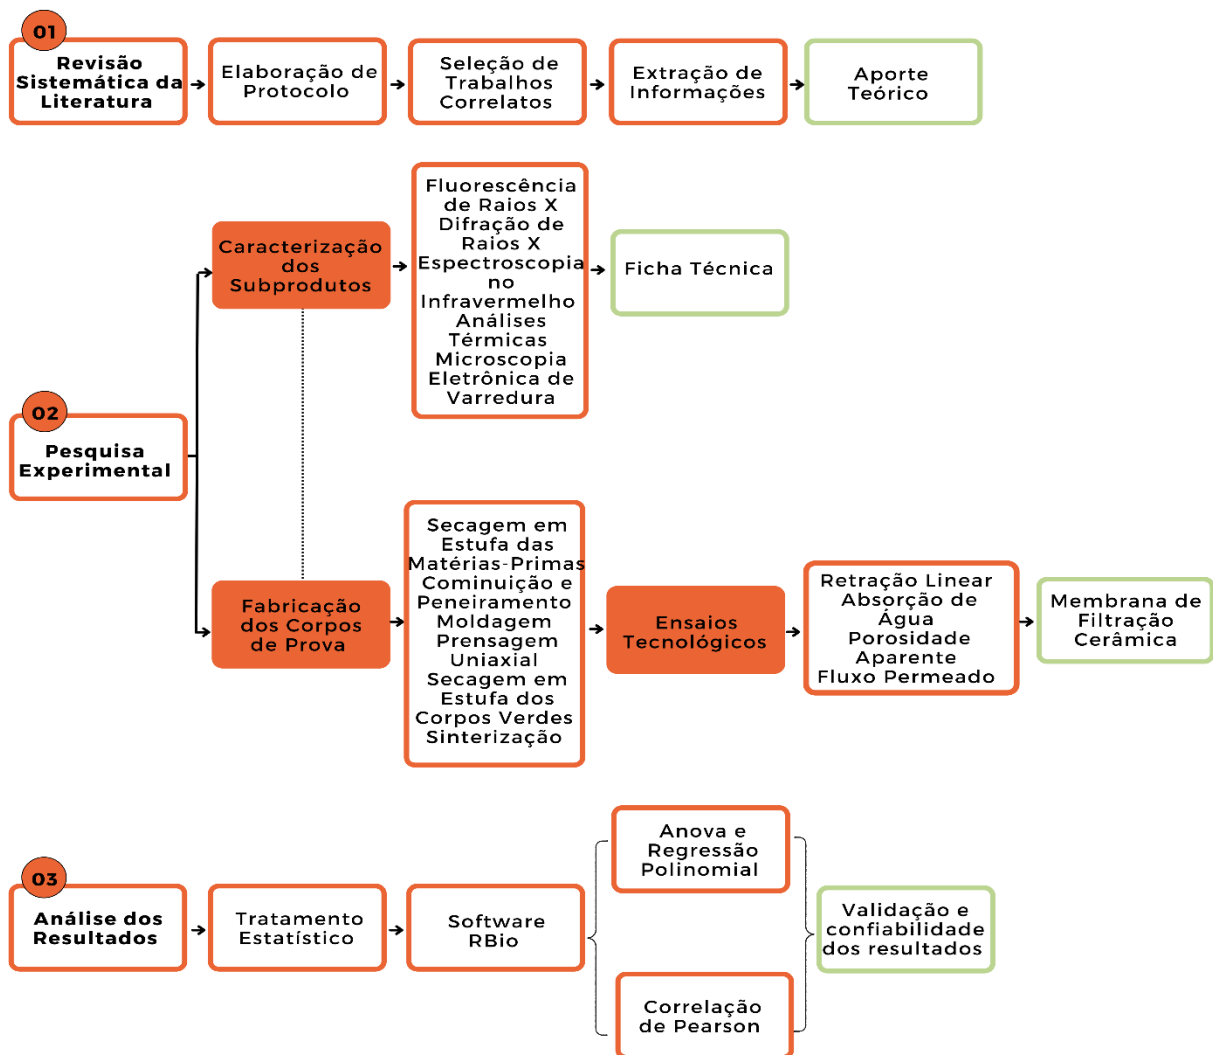 01
Revisão
Sistemática da
Literatura
Elaboração de
Protocolo
Seleção de
Trabalhos
Correlatos
Extração de
Informações
Aporte
Teórico
02
Pesquisa
Experimental
Caracterização
dos
Subprodutos
Fluorescência
de Raios X
Difração de
Raios X
Espectroscopia
no
Infravermelho
Análises
Térmicas
Microscopia
Eletrônica de
Varredura
Ficha Técnica
Fabricação
dos Corpos
de Prova
Secagem em
Estufa das
Matérias-Primas
Cominuição e
Peneiramento
Moldagem
Prensagem
Uniaxial
Secagem em
Estufa dos
Corpos Verdes
Sinterização
Ensaios
Tecnológicos
Retração Linear
Absorção de
Água
Porosidade
Aparente
Fluxo Permeado
Membrana de
Filtração
Cerâmica
03
Análise dos
Resultados
Tratamento
Estatístico
Software
RBio
Anova e
Regressão
Polinomial
Correlação
de Pearson
Validação e
confiabilidade
dos resultados